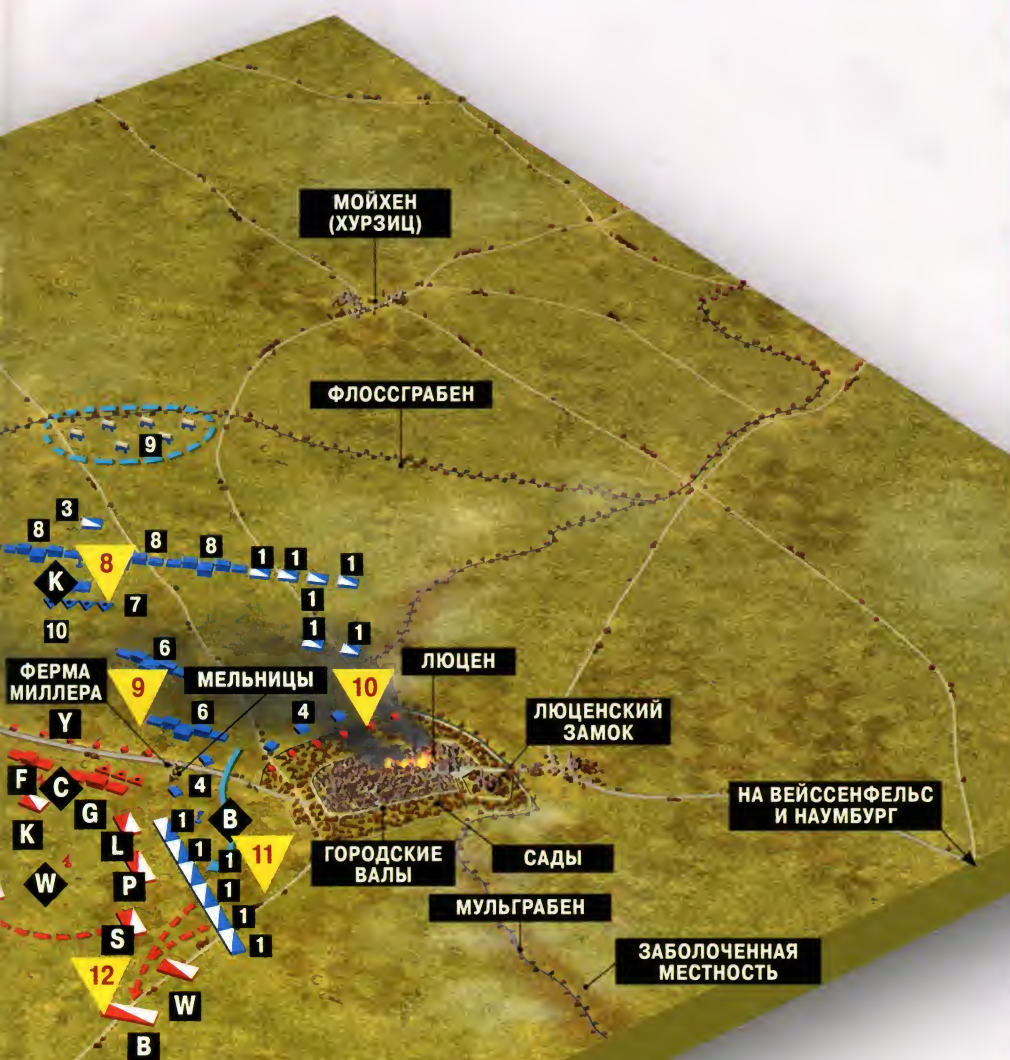 МОЙХЕН
(ХУРЗИЦ)
ФЛОССГРАБЕН
9
3
8
8
8
8
1
1
1
K
7
1
10
1
1
6
ФЕРМА
МИЛЛЕРА
МЕЛЬНИЦЫ
ЛЮЦЕН
9
10
Y
6
4
ЛЮЦЕНСКИЙ
ЗАМОК
F
C
4
G
B
НА ВЕЙССЕНФЕЛЬС
И НАУМБУРГ
K
1
L
1
1
11
ГОРОДСКИЕ
ВАЛЫ
САДЫ
W
P
1
МУЛЬГРАБЕН
1
S
1
ЗАБОЛОЧЕННАЯ
МЕСТНОСТЬ
12
W
B